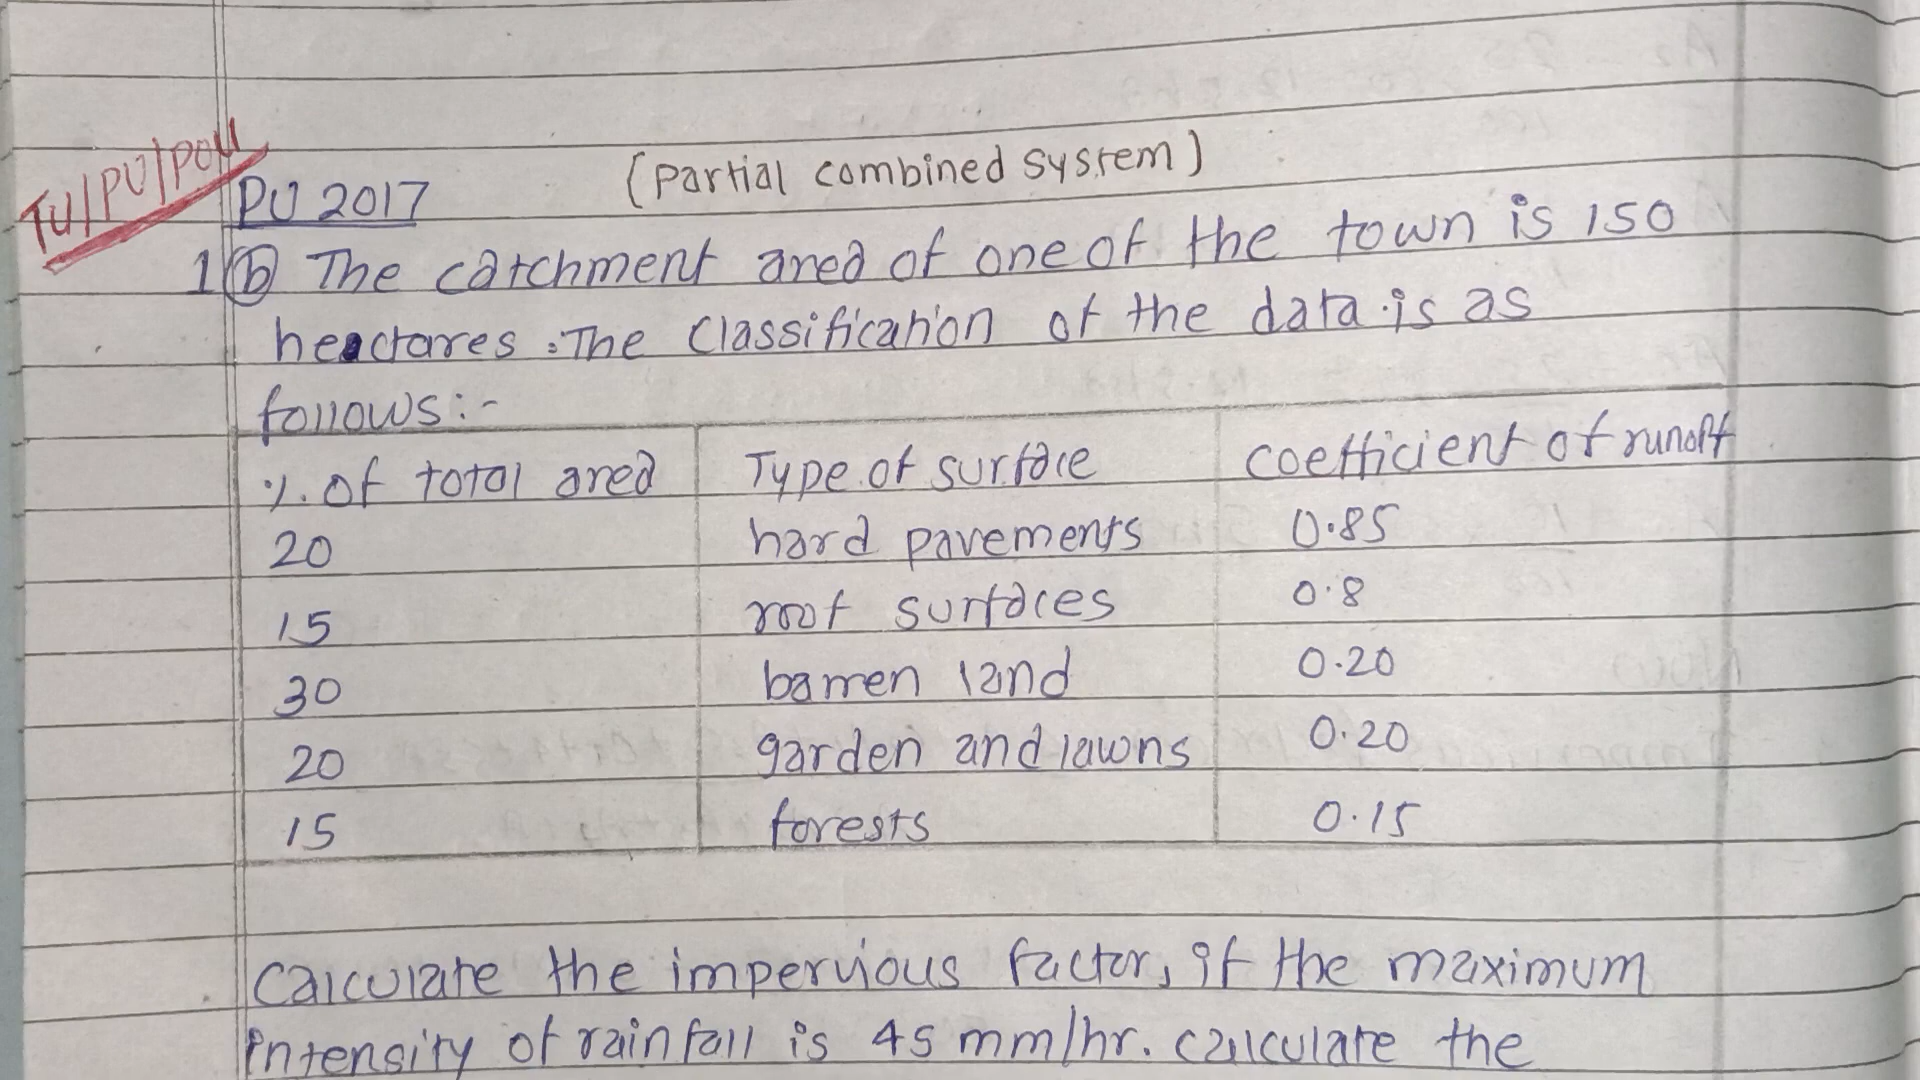 TU/PU/POU
PU 2017 (Partial combined system)
1 (b) The catchment area of one of the town is 150
hectares. The Classification of the data is as
follows:-
%. of total area Type of surface coefficient of runoff
20 hard pavements 0.85
15 roof surfaces 0.8
30 barren land 0.20
20 garden and lawns 0.20
15 forests 0.15
Calculate the impervious factor, if the maximum
intensity of rainfall is 45 mm/hr. calculate the